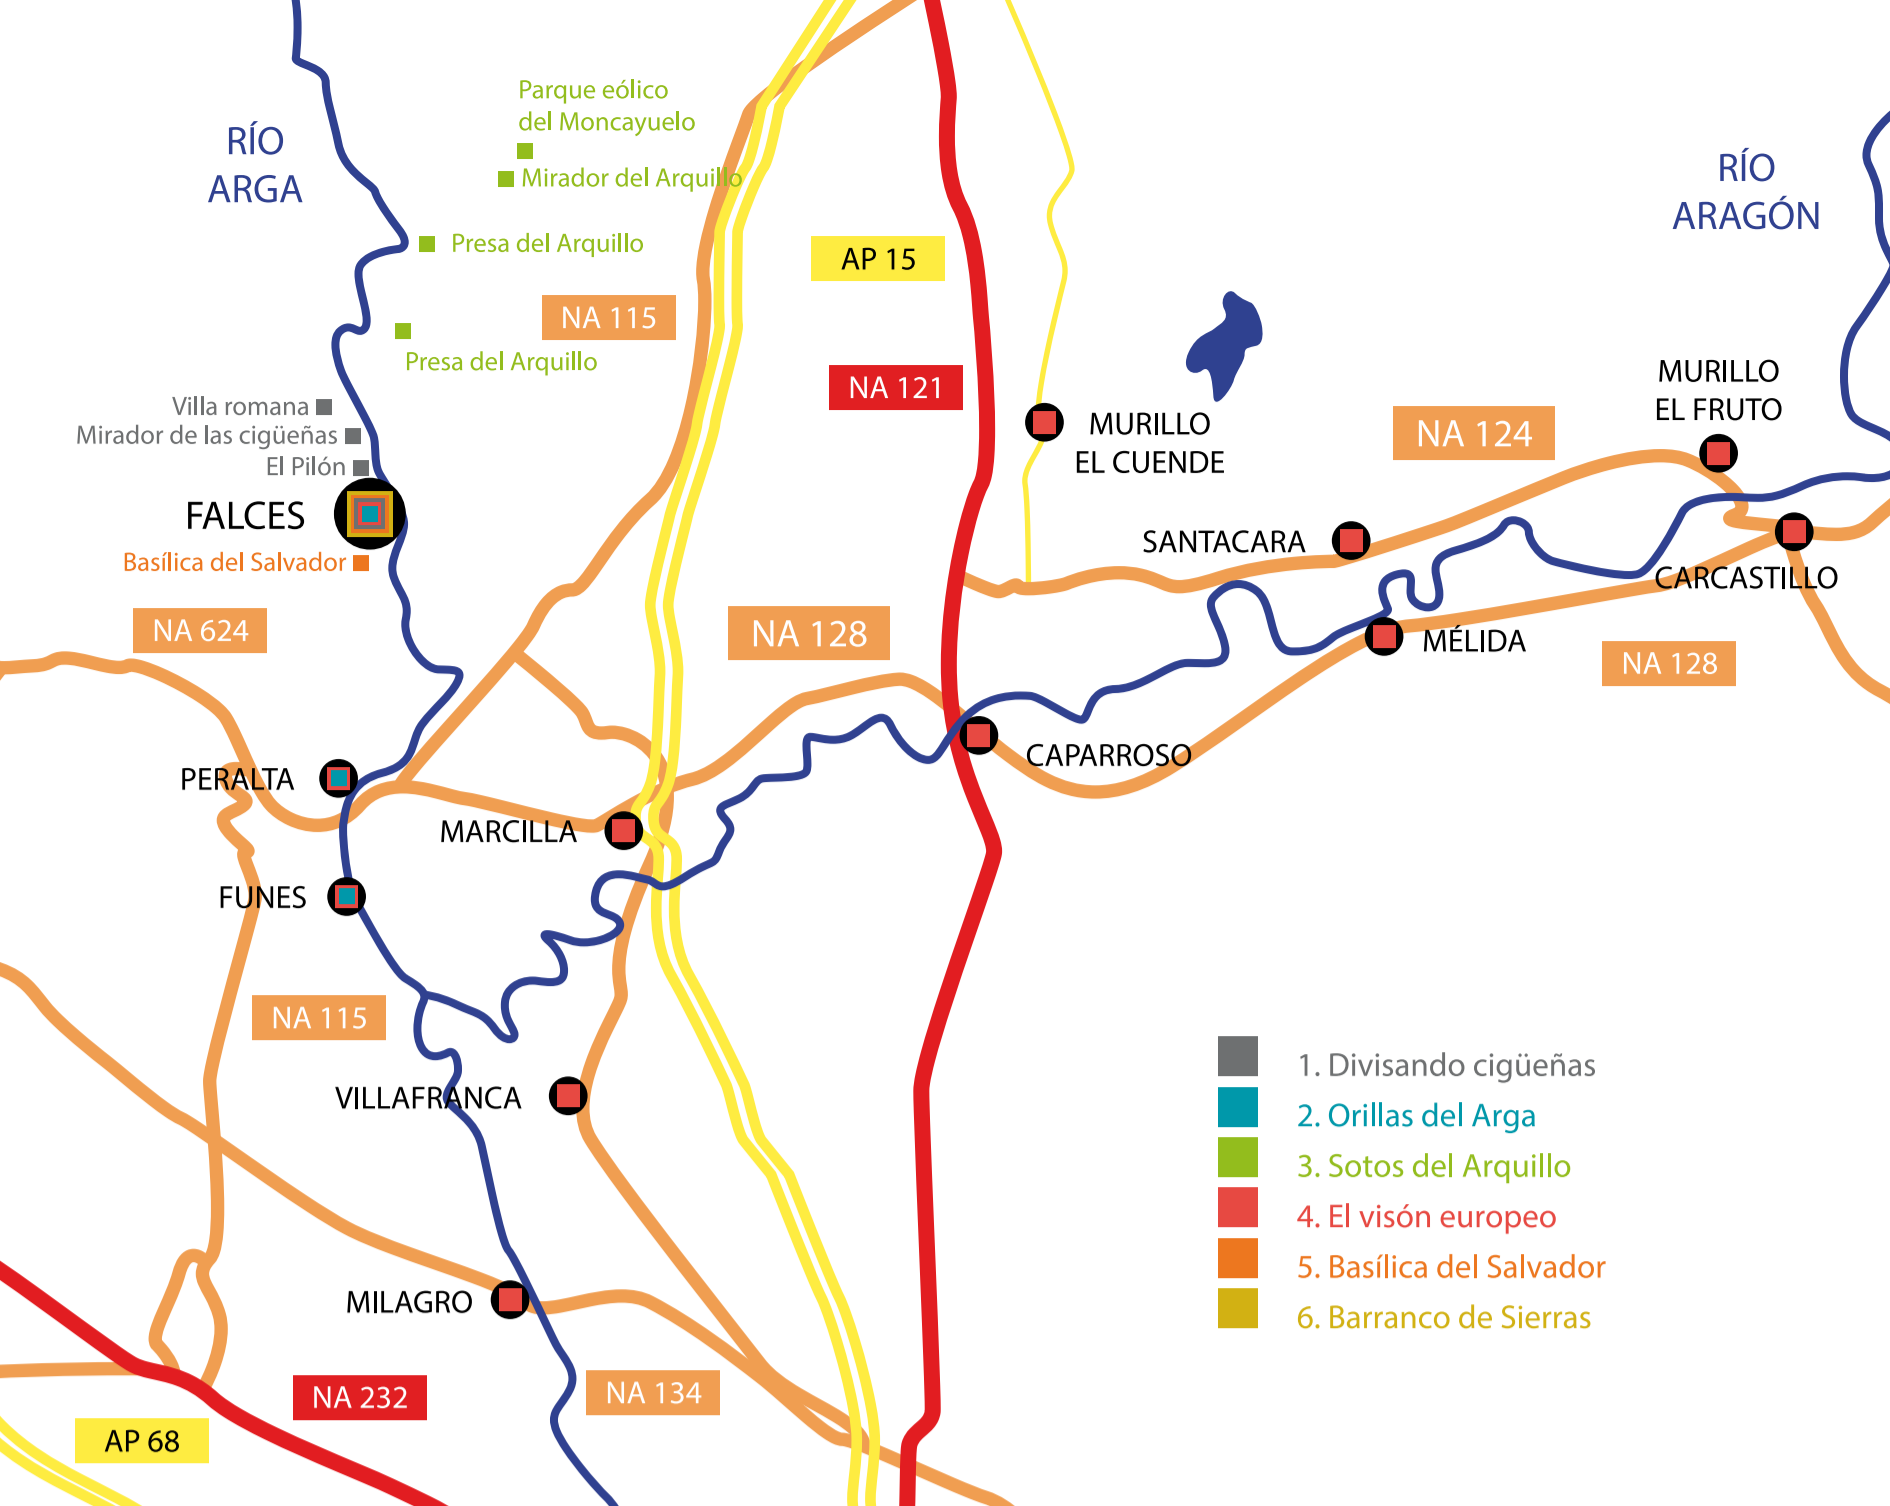 Parque eólico
del Moncayuelo
RÍO
ARGA
Mirador del Arquillo
RÍO
ARAGÓN
Presa del Arquillo
AP 15
NA 115
Presa del Arquillo
NA 121
MURILLO
EL FRUTO
Villa romana
Mirador de las cigüeñas
El Pilón
MURILLO
EL CUENDE
NA 124
FALCES
SANTACARA
Basílica del Salvador
CARCASTILLO
NA 624
NA 128
MÉLIDA
NA 128
CAPARROSO
PERALTA
MARCILLA
FUNES
NA 115
VILLAFRANCA
1. Divisando cigüeñas
2. Orillas del Arga
3. Sotos del Arquillo
4. El visón europeo
5. Basílica del Salvador
6. Barranco de Sierras
MILAGRO
NA 232
NA 134
AP 68